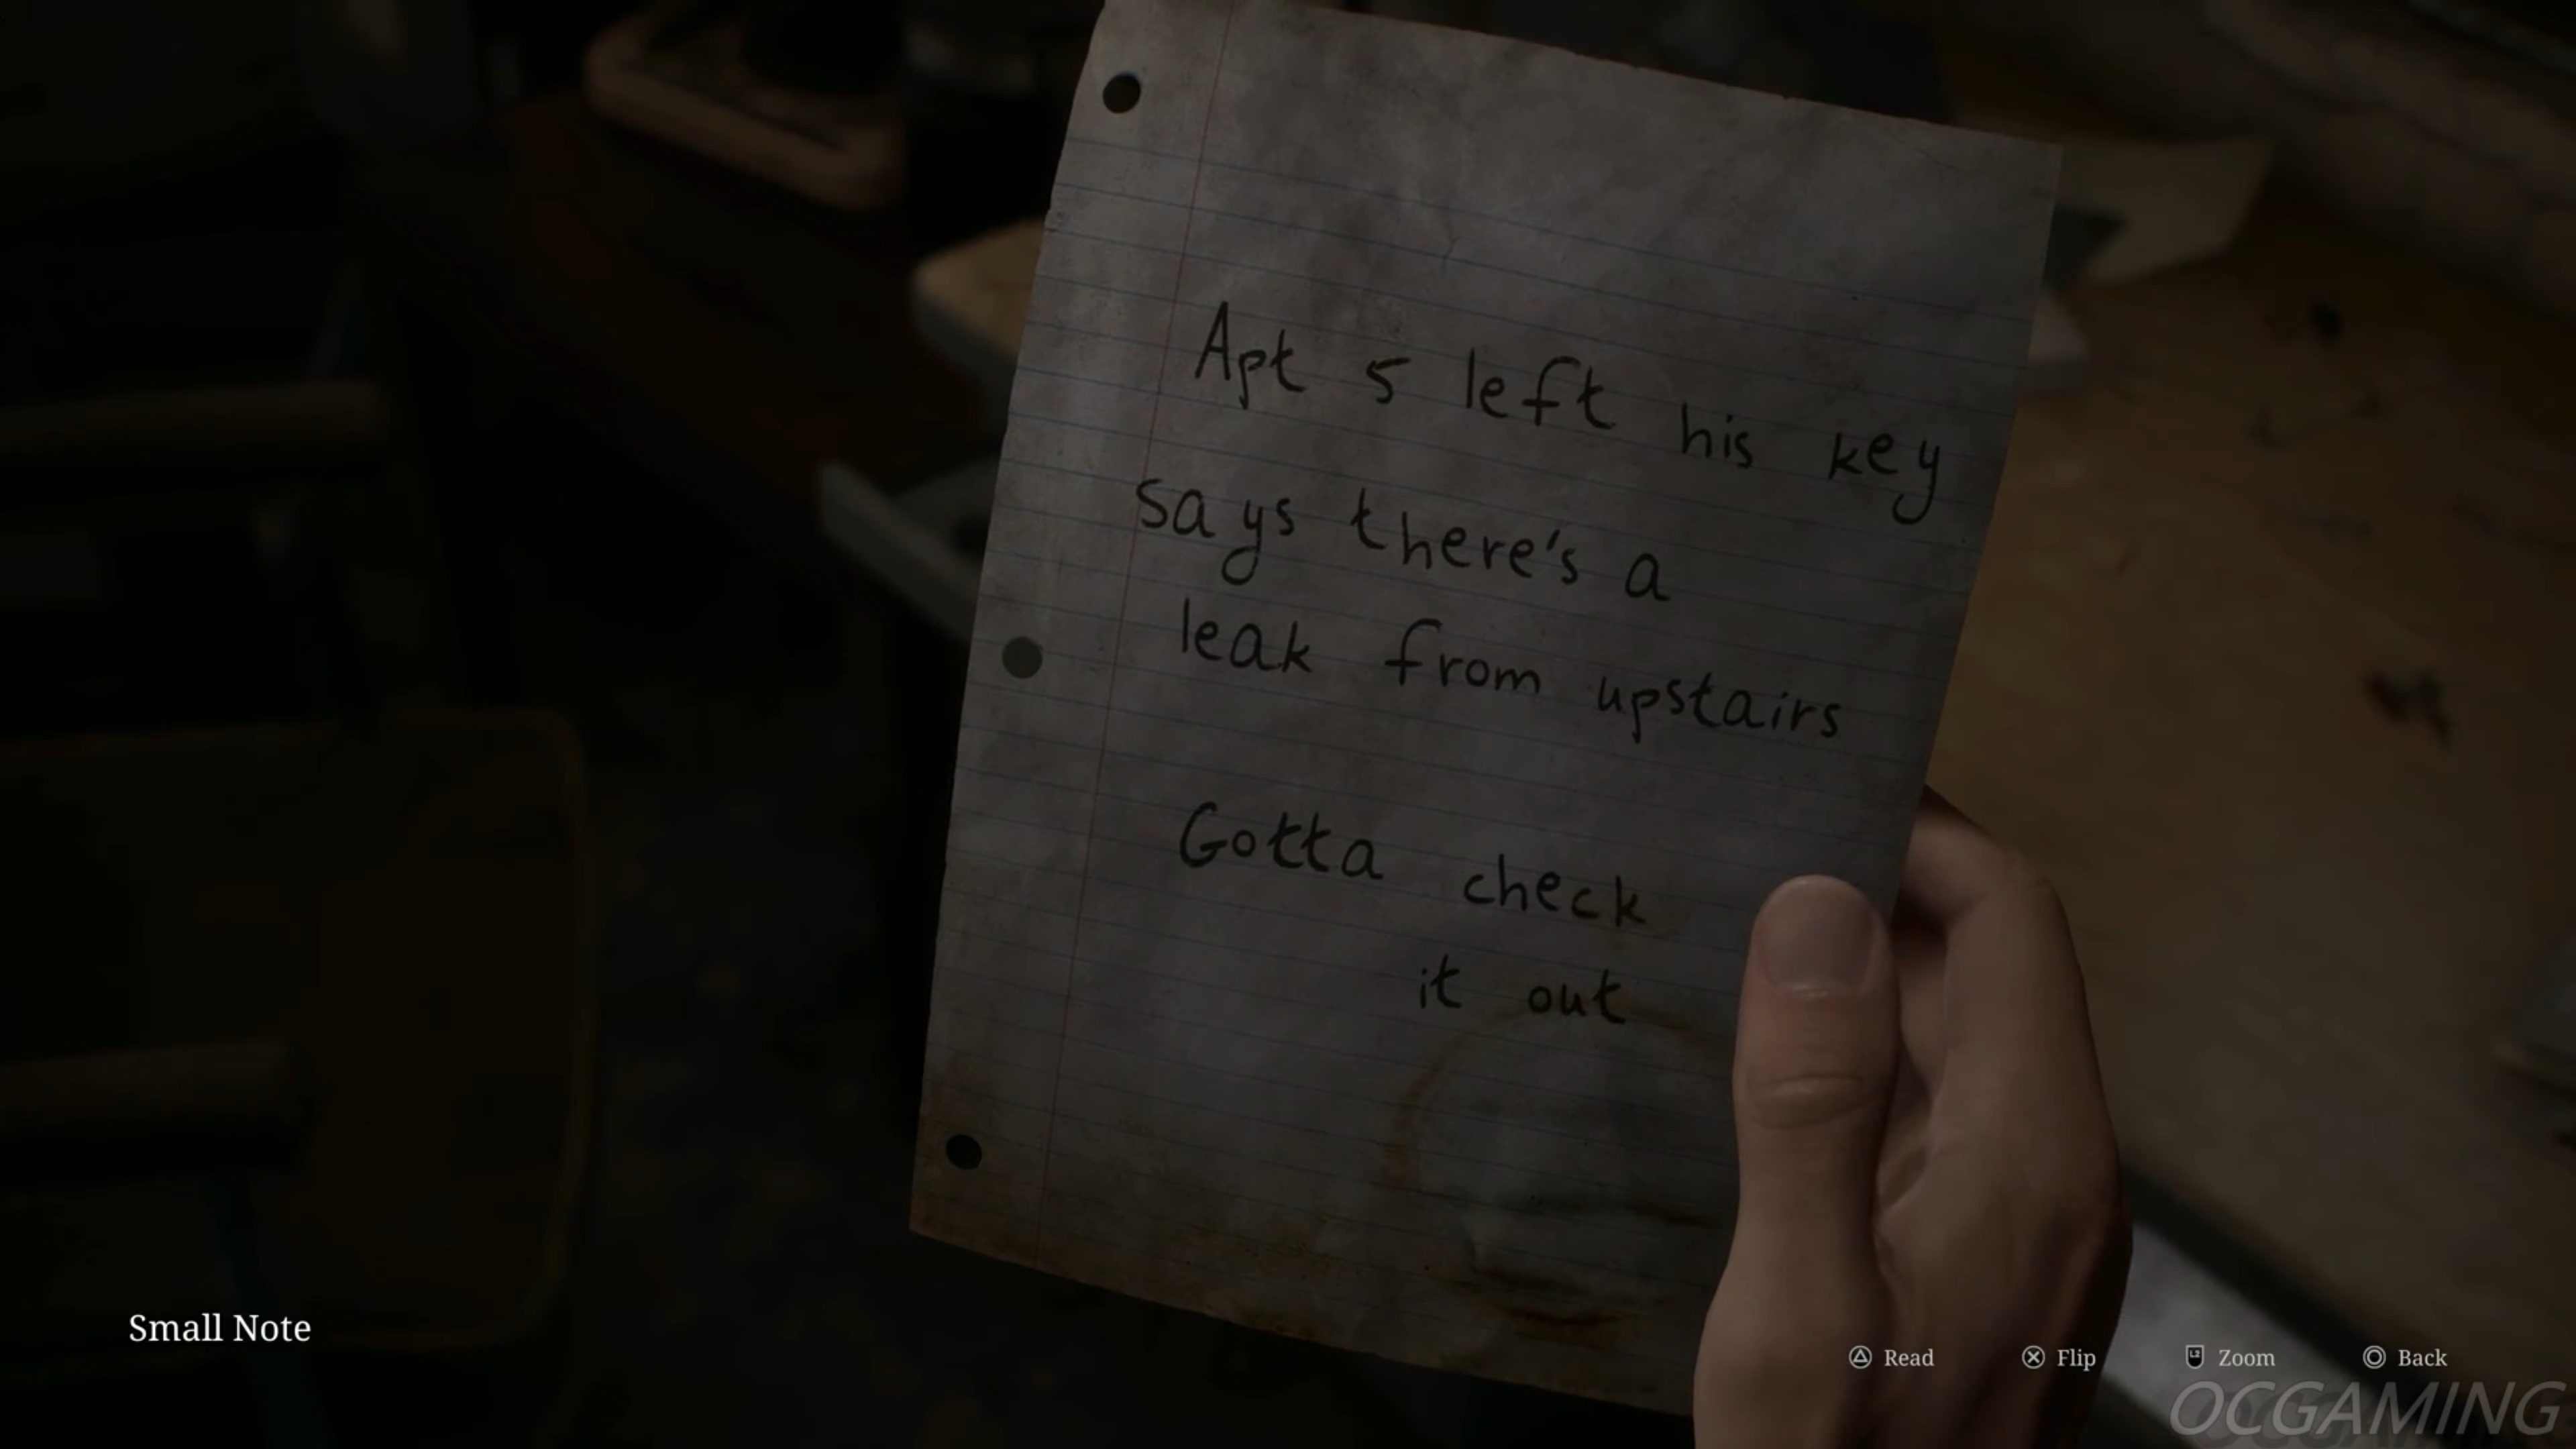 Apt 5 left his key
says there's a
leak from upstairs
Gotta check
it out
Small Note
Read Flip L2 Zoom Back
OCGAMING